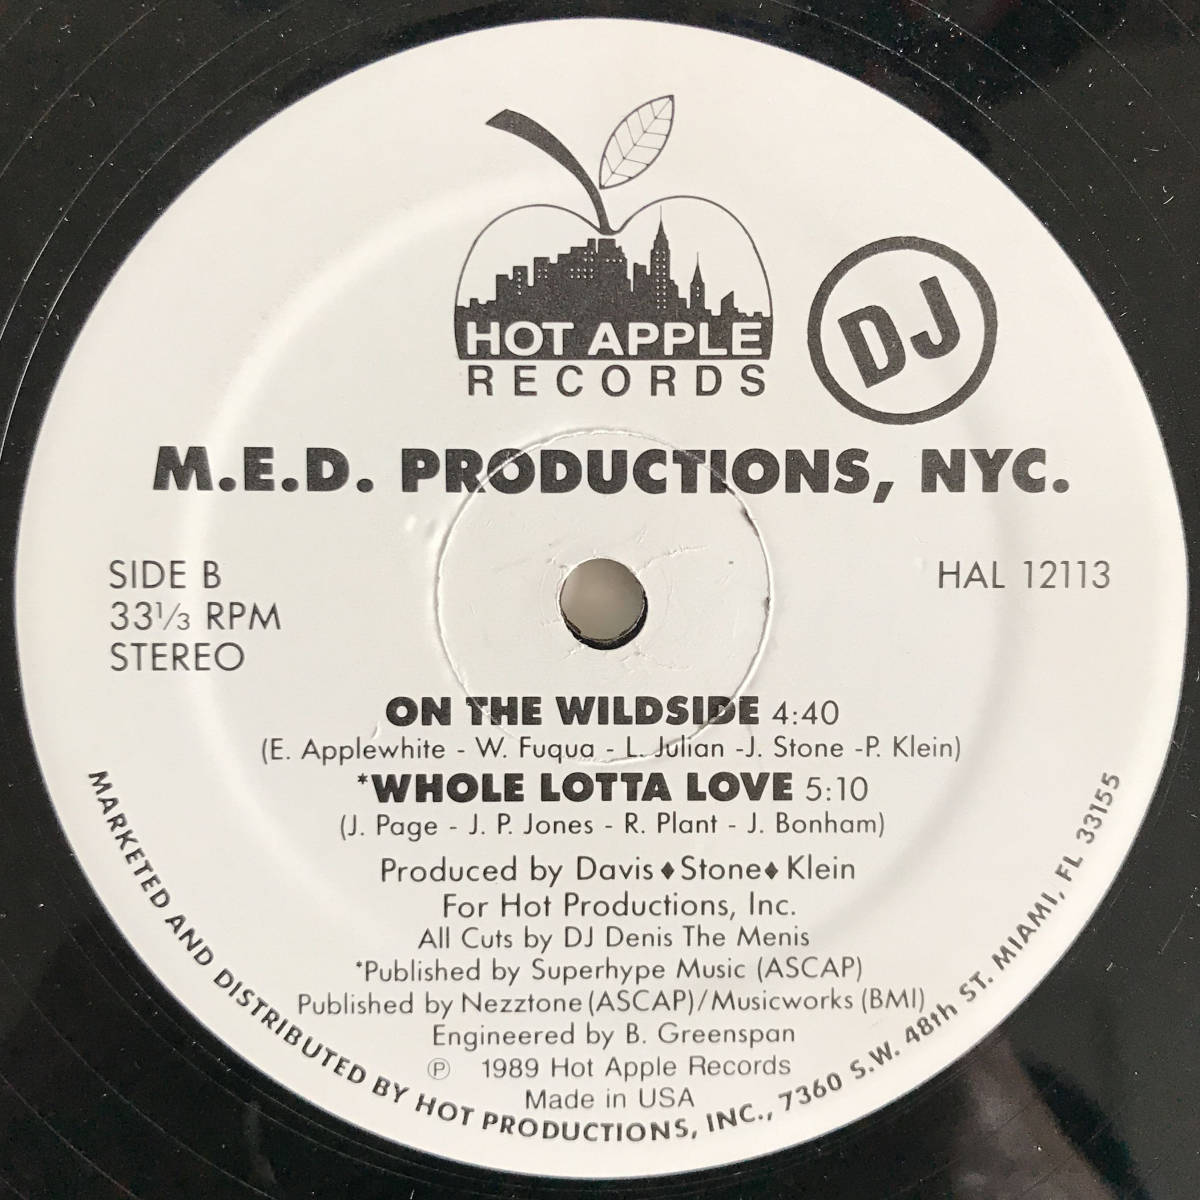 HOT APPLE
RECORDS
DJ
M.E.D. PRODUCTIONS, NYC.
SIDE B
33⅓ RPM
STEREO
HAL 12113
ON THE WILDSIDE 4:40
(E. Applewhite - W. Fuqua - L. Julian -J. Stone -P. Klein)
*WHOLE LOTTA LOVE 5:10
(J. Page - J. P. Jones - R. Plant - J. Bonham)
Produced by Davis♦Stone♦Klein
For Hot Productions, Inc.
All Cuts by DJ Denis The Menis
*Published by Superhype Music (ASCAP)
Published by Nezztone (ASCAP)/Musicworks (BMI)
Engineered by B. Greenspan
℗ 1989 Hot Apple Records
Made in USA
MARKETED AND DISTRIBUTED BY HOT PRODUCTIONS, INC., 7360 S.W. 48th ST. MIAMI, FL 33155